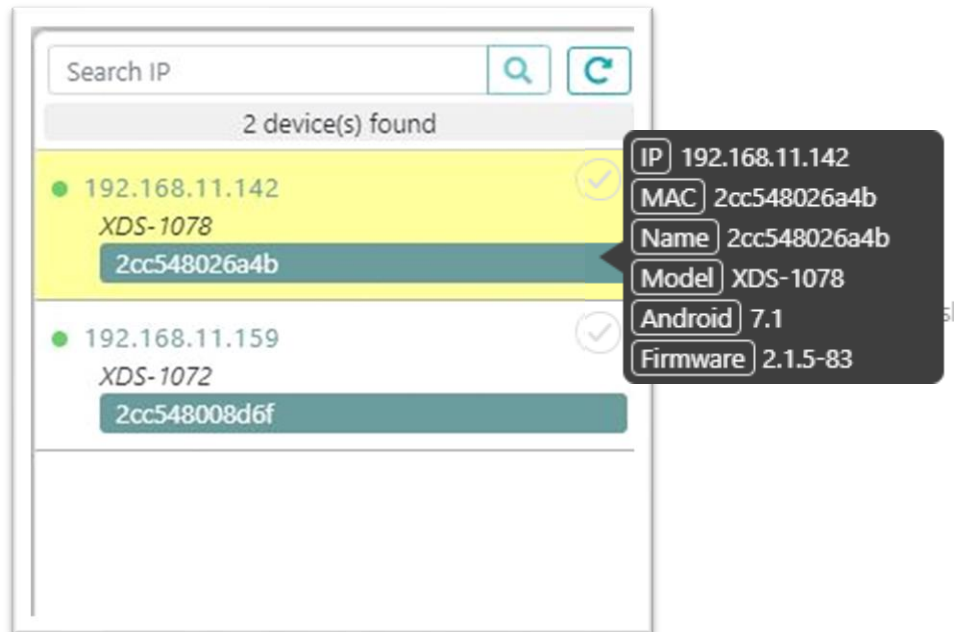 Search IP
2 device(s) found
192.168.11.142
XDS-1078
2cc548026a4b
192.168.11.159
XDS-1072
2cc548008d6f
IP 192.168.11.142
MAC 2cc548026a4b
Name 2cc548026a4b
Model XDS-1078
Android 7.1
Firmware 2.1.5-83